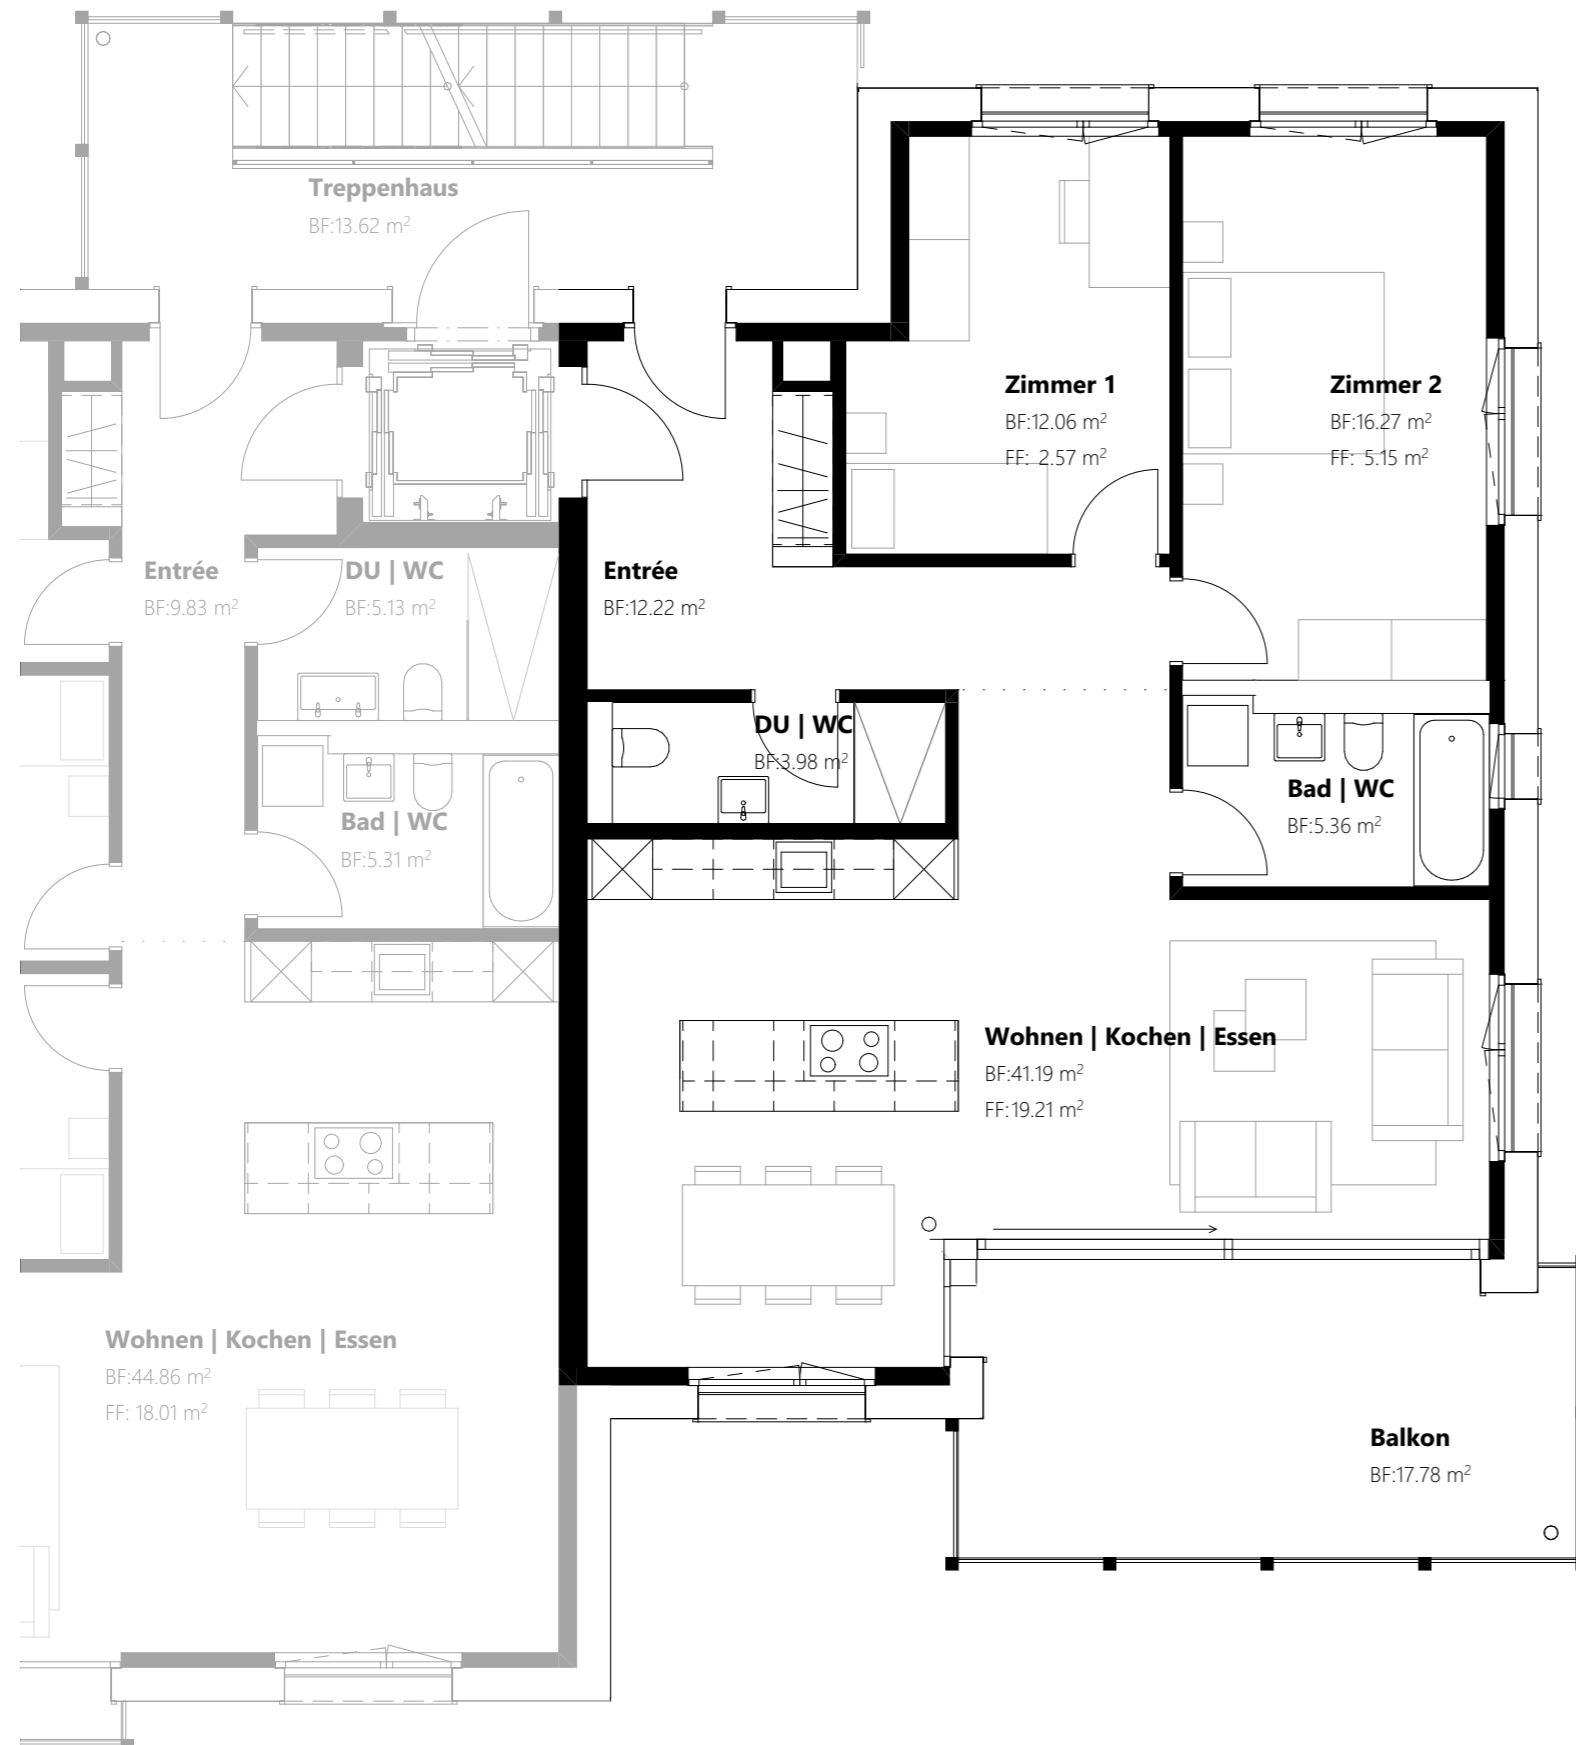 Treppenhaus
BF:13.62 m²
Zimmer 1
BF:12.06 m²
FF: 2.57 m²
Zimmer 2
BF:16.27 m²
FF: 5.15 m²
Entrée
BF:9.83 m²
DU | WC
BF:5.13 m²
Entrée
BF:12.22 m²
DU | WC
BF:3.98 m²
Bad | WC
BF:5.36 m²
Bad | WC
BF:5.31 m²
Wohnen | Kochen | Essen
BF:41.19 m²
FF:19.21 m²
Wohnen | Kochen | Essen
BF:44.86 m²
FF: 18.01 m²
Balkon
BF:17.78 m²